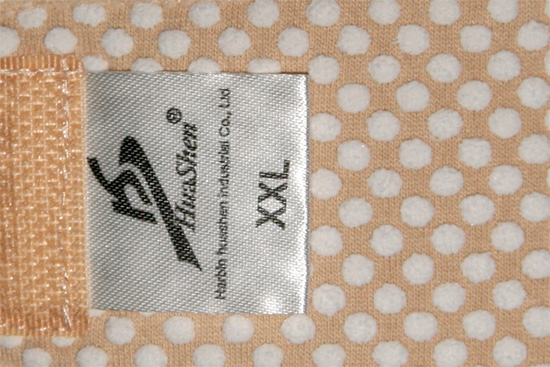 HuaShen®
Harbin huashen Industrial Co., Ltd
XXL